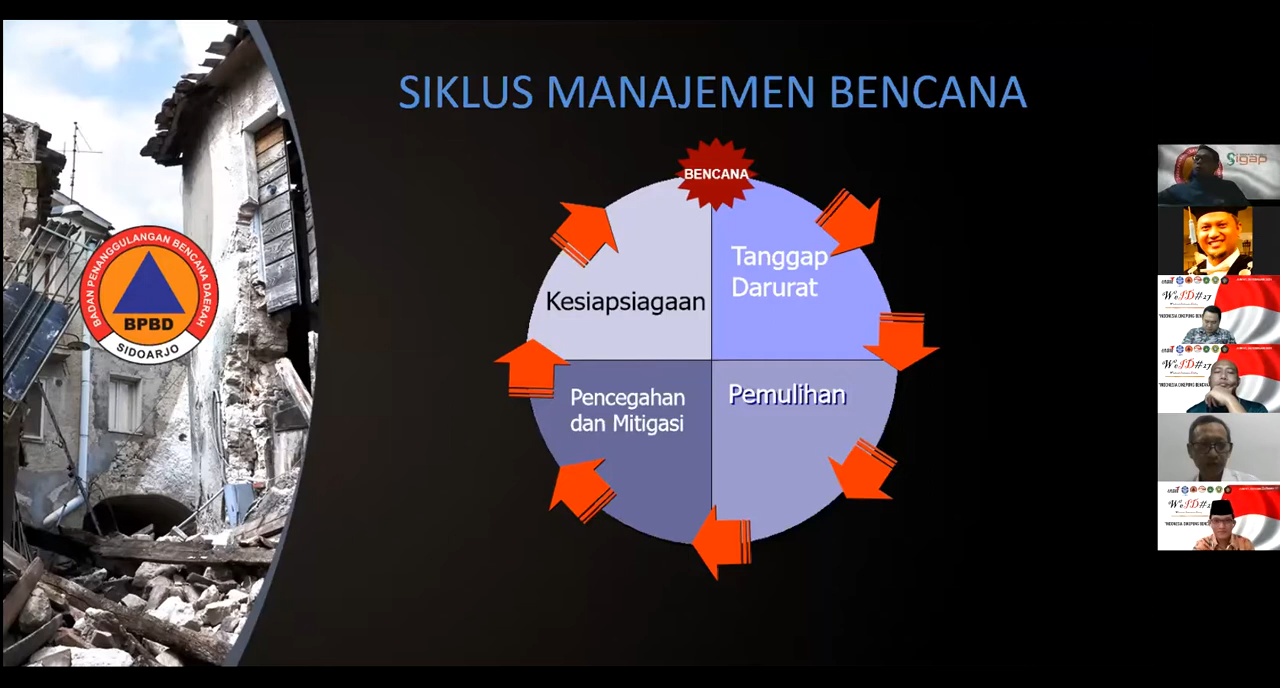 SIKLUS MANAJEMEN BENCANA
BENCANA
Tanggap
Darurat
Kesiapsiagaan
Pencegahan
dan Mitigasi
Pemulihan
BADAN PENANGGULANGAN BENCANA DAERAH
BPBD
SIDOARJO
Sigap